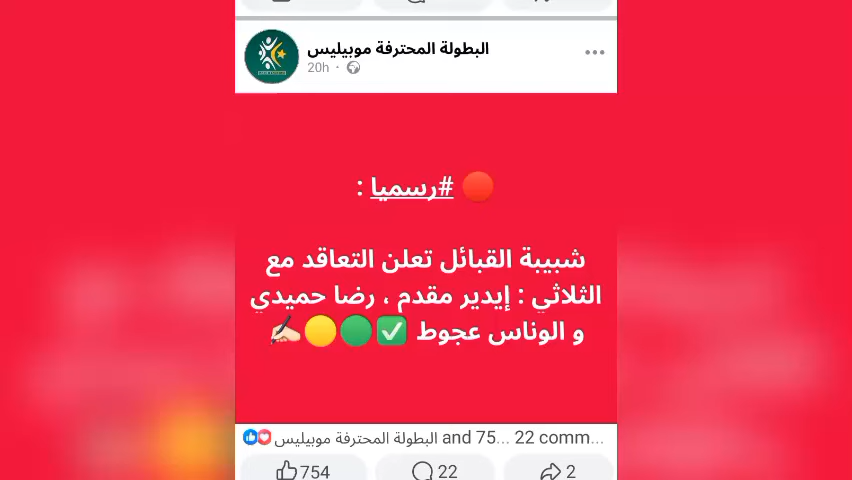 البطولة المحترفة موبيليس
20h ·
#رسميا :
شبيبة القبائل تعلن التعاقد مع
الثلاثي : إيدير مقدم ، رضا حميدي
و الوناس عجوط
البطولة المحترفة موبيليس and 75... 22 comm...
754 22 2